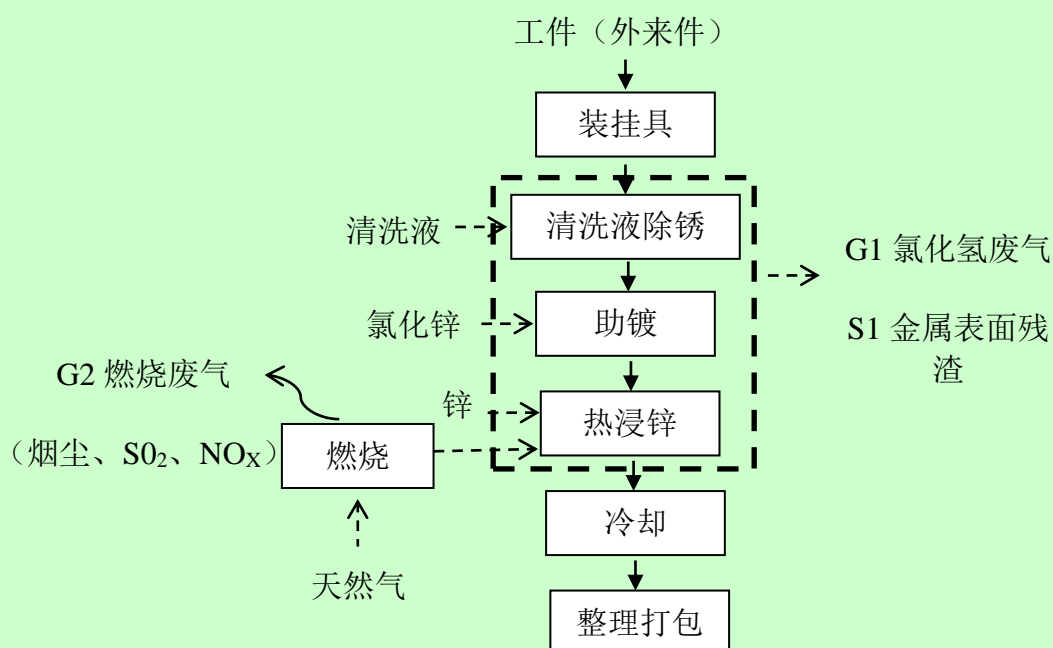 工件（外来件）
装挂具
清洗液
清洗液除锈
G1 氯化氢废气
氯化锌
助镀
S1 金属表面残
渣
G2 燃烧废气
锌
热浸锌
（烟尘、S0₂、NOX）
燃烧
冷却
天然气
整理打包